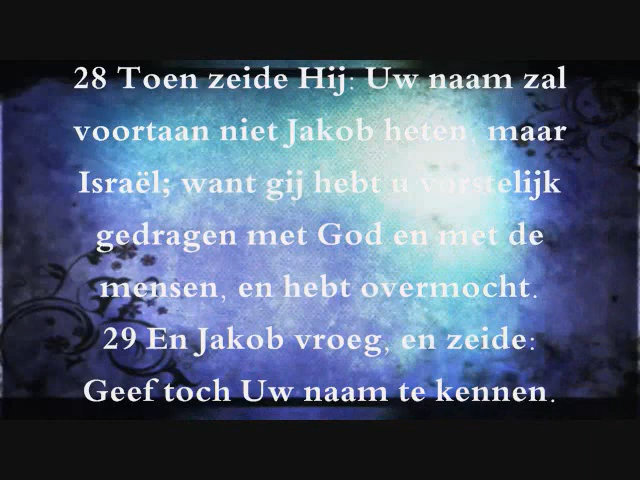 28 Toen zeide Hij: Uw naam zal
voortaan niet Jakob heten, maar
Israël; want gij hebt u vorstelijk
gedragen met God en met de
mensen, en hebt overmocht.
29 En Jakob vroeg, en zeide:
Geef toch Uw naam te kennen.